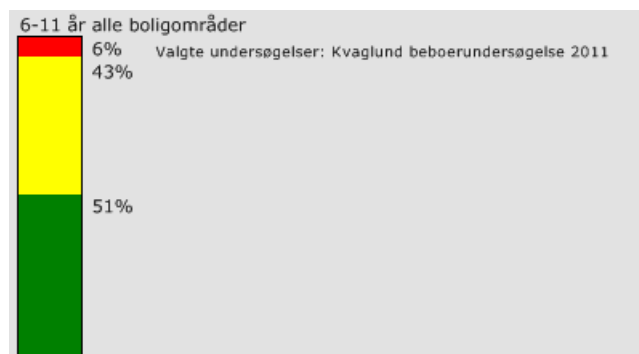 6-11 år alle boligområder
6%
Valgte undersøgelser: Kvaglund beboerundersøgelse 2011
43%
51%